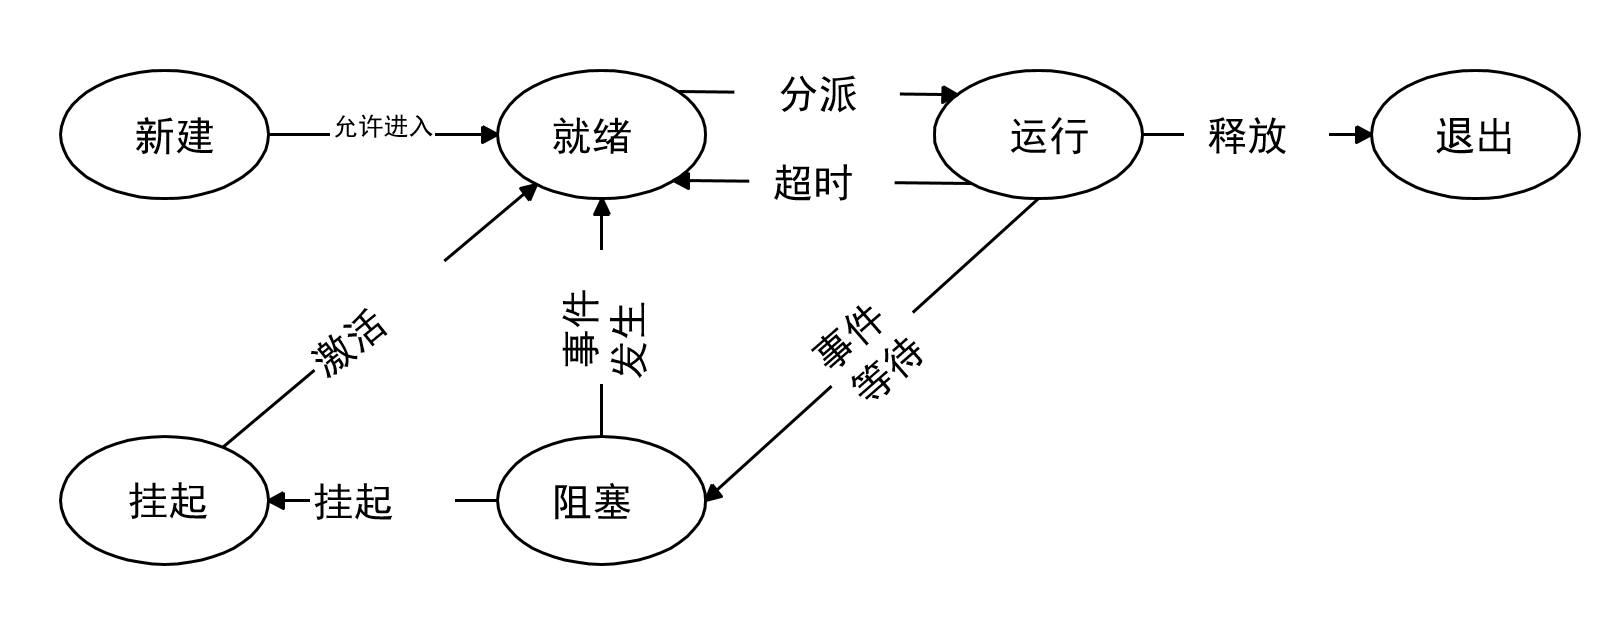 分派
新建
允许进入
就绪
运行
释放
退出
超时
激活
事件
发生
事件
等待
挂起
挂起
阻塞